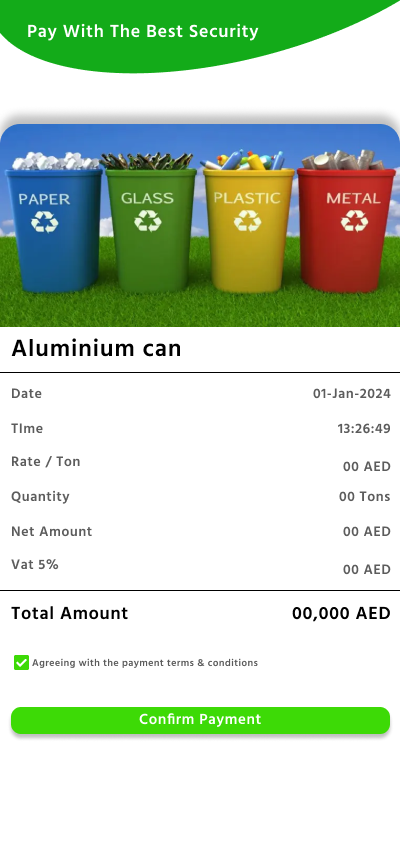 Pay With The Best Security
PAPER
GLASS
PLASTIC
METAL
Aluminium can
Date 01-Jan-2024
TIme 13:26:49
Rate / Ton 00 AED
Quantity 00 Tons
Net Amount 00 AED
Vat 5% 00 AED
Total Amount 00,000 AED
Agreeing with the payment terms & conditions
Confirm Payment